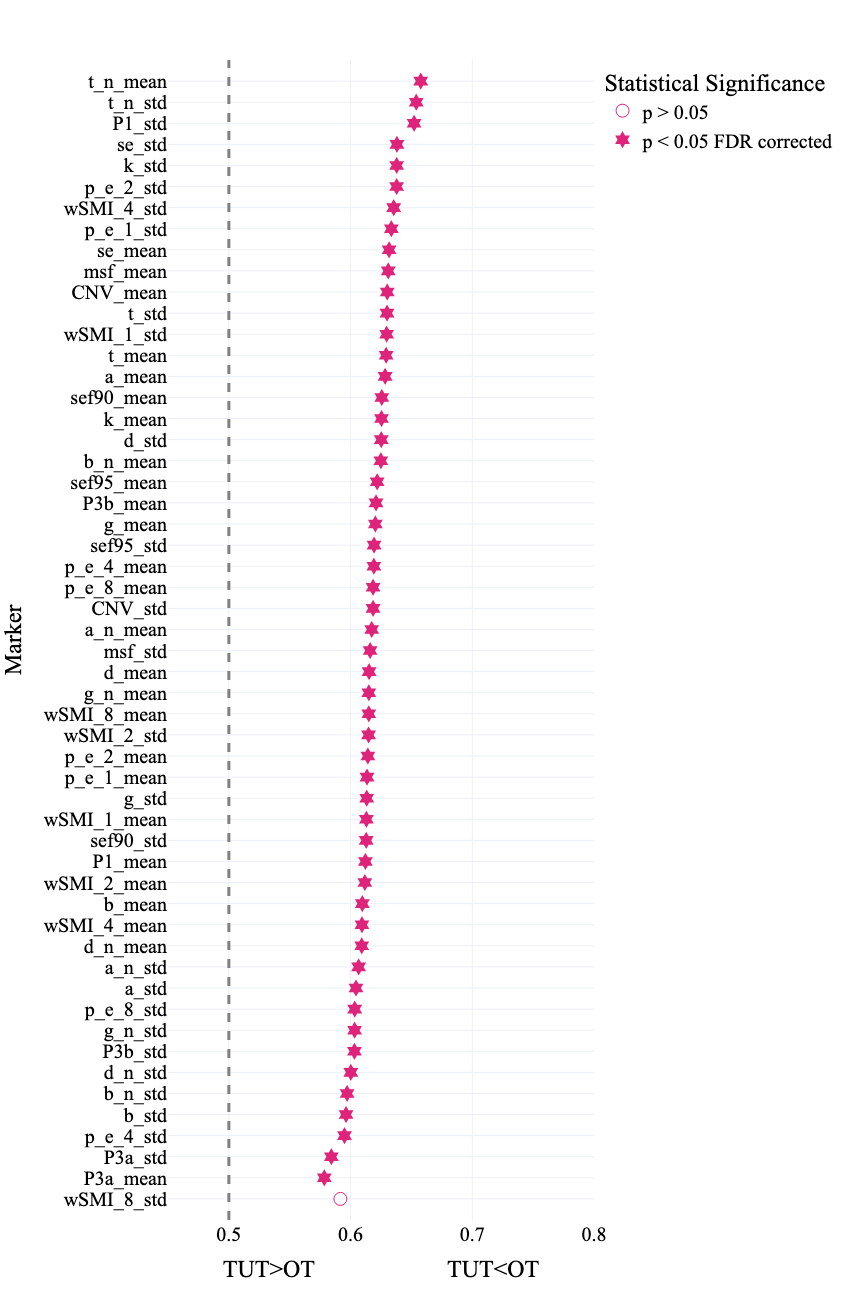 Statistical Significance
p > 0.05
p < 0.05 FDR corrected
Marker
t_n_mean
t_n_std
P1_std
se_std
k_std
p_e_2_std
wSMI_4_std
p_e_1_std
se_mean
msf_mean
CNV_mean
t_std
wSMI_1_std
t_mean
a_mean
sef90_mean
k_mean
d_std
b_n_mean
sef95_mean
P3b_mean
g_mean
sef95_std
p_e_4_mean
p_e_8_mean
CNV_std
a_n_mean
msf_std
d_mean
g_n_mean
wSMI_8_mean
wSMI_2_std
p_e_2_mean
p_e_1_mean
g_std
wSMI_1_mean
sef90_std
P1_mean
wSMI_2_mean
b_mean
wSMI_4_mean
d_n_mean
a_n_std
a_std
p_e_8_std
g_n_std
P3b_std
d_n_std
b_n_std
b_std
p_e_4_std
P3a_std
P3a_mean
wSMI_8_std
0.5 0.6 0.7 0.8
TUT>OT TUT<OT